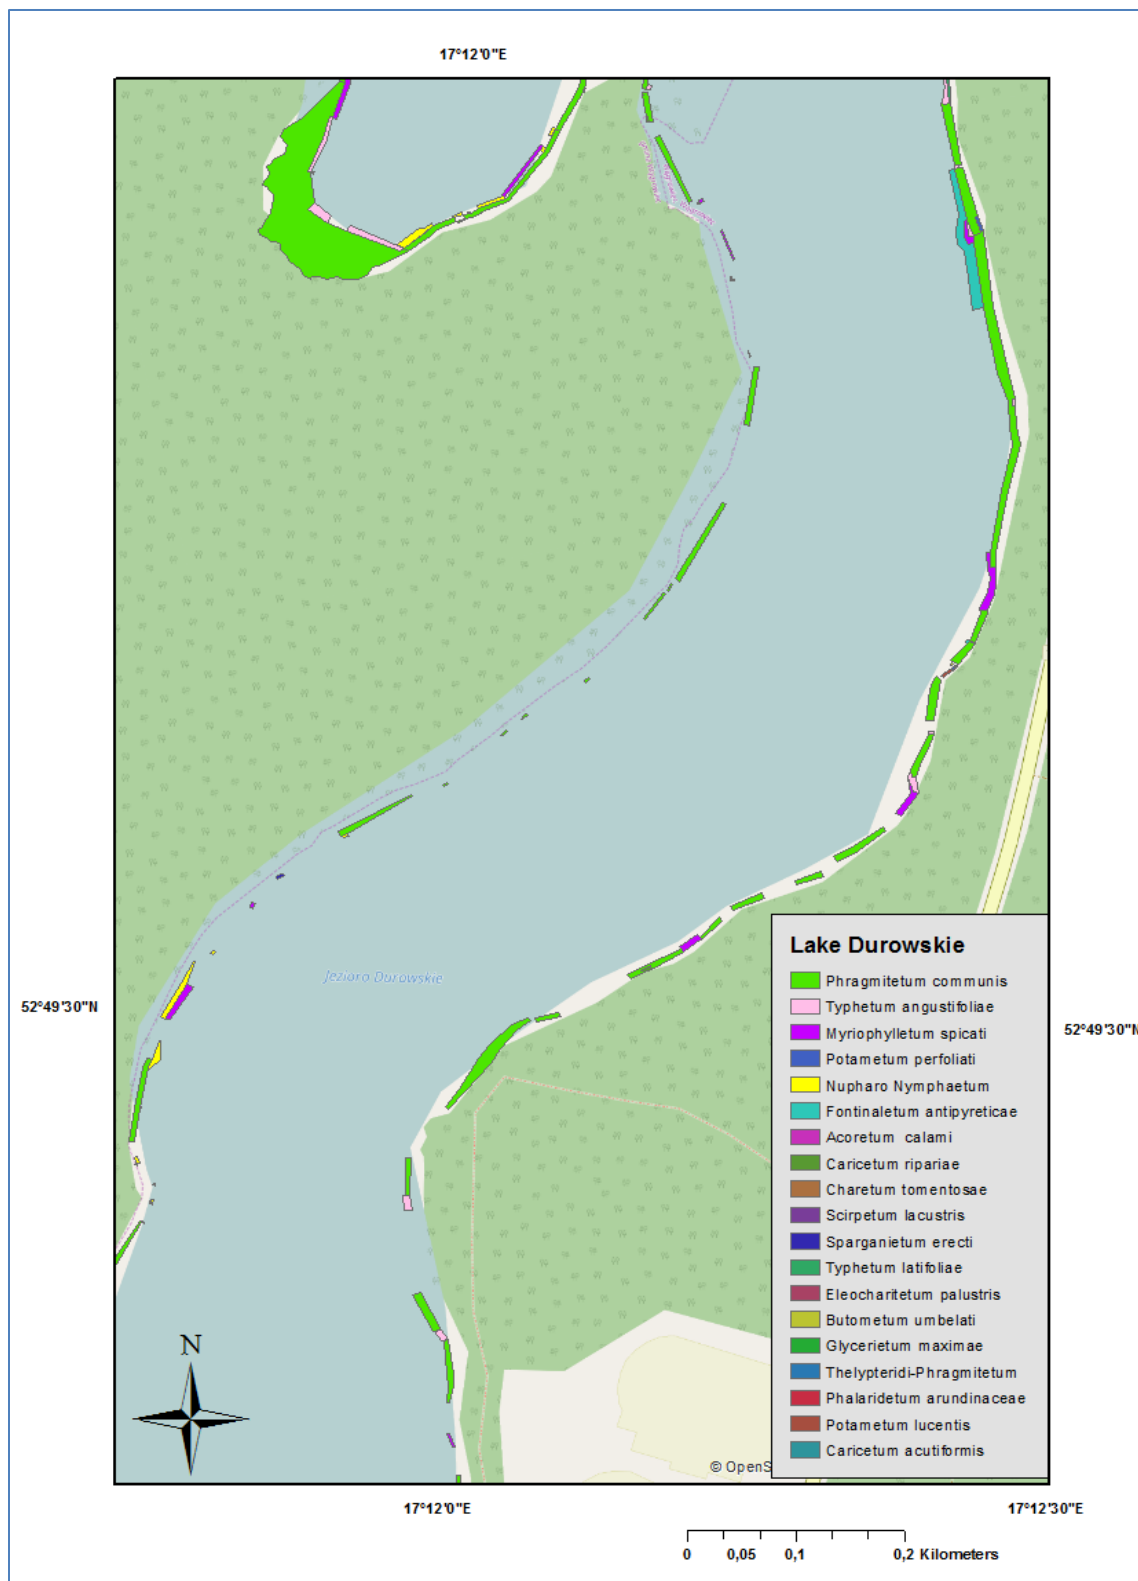 17°12'0"E
Jezioro Durowskie
52°49'30"N
52°49'30"N
Lake Durowskie
Phragmitetum communis
Typhetum angustifoliae
Myriophylletum spicati
Potametum perfoliati
Nupharo Nymphaetum
Fontinaletum antipyreticae
Acoretum calami
Caricetum ripariae
Charetum tomentosae
Scirpetum lacustris
Sparganietum erecti
Typhetum latifoliae
Eleocharitetum palustris
Butometum umbelati
Glycerietum maximae
Thelypteridi-Phragmitetum
Phalaridetum arundinaceae
Potametum lucentis
Caricetum acutiformis
N
© OpenS
17°12'0"E
17°12'30"E
0 0,05 0,1 0,2 Kilometers